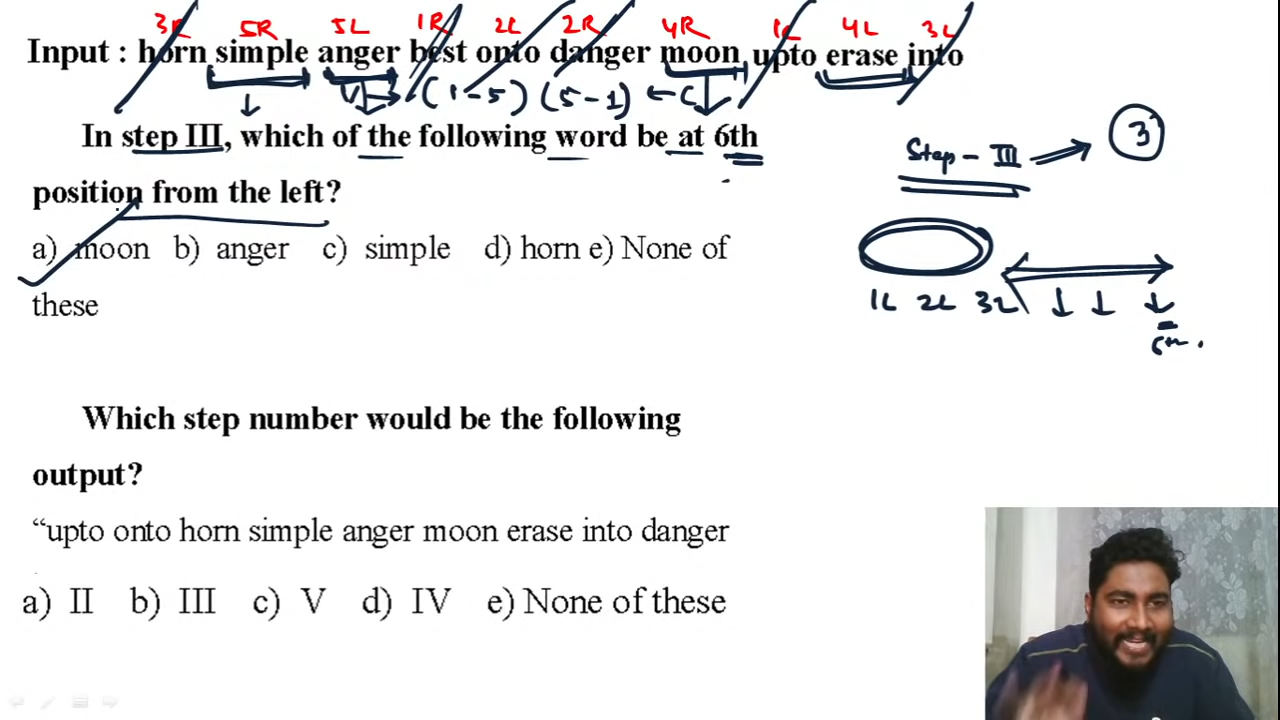 3R 5R 5L 1R 2L 2R 4R 1L 4L 3L
Input : horn simple anger best onto danger moon upto erase into
(1-5) (5-1) ← C
In step III, which of the following word be at 6th
position from the left?
Step - III 3
a) moon b) anger c) simple d) horn e) None of
these
1L 2L 3L
6th
Which step number would be the following
output?
“upto onto horn simple anger moon erase into danger
a) II b) III c) V d) IV e) None of these